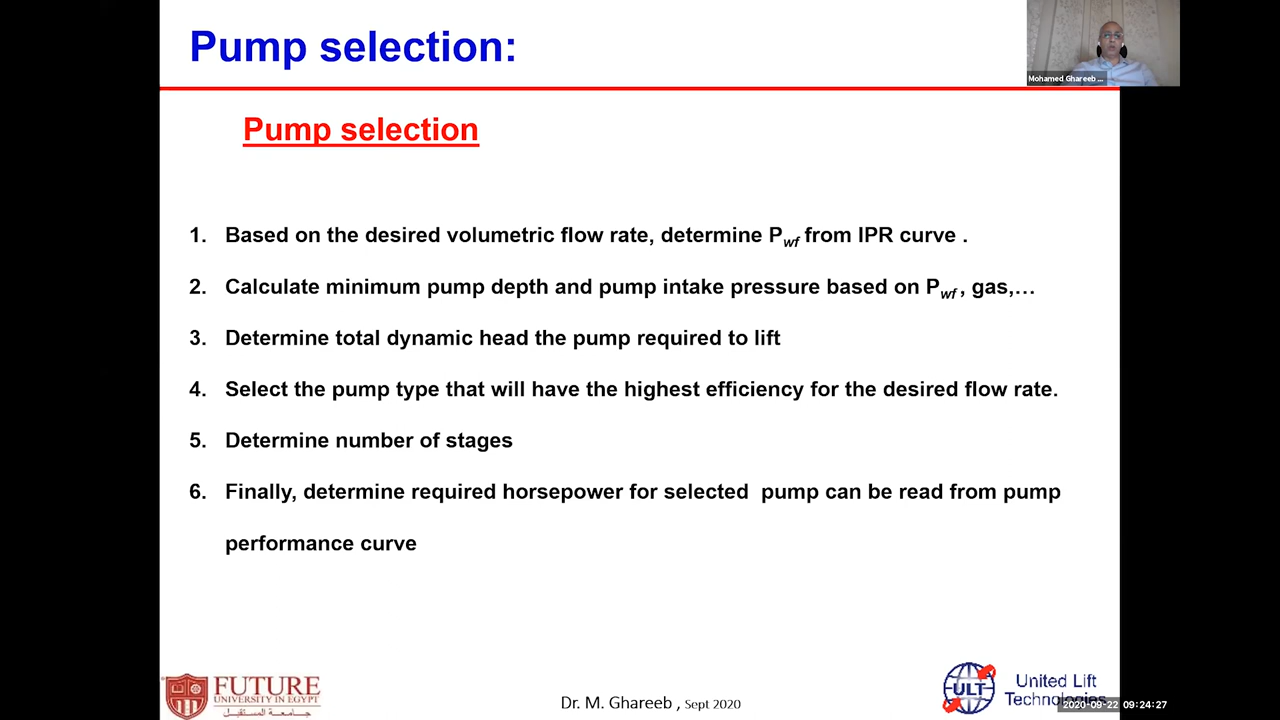 Pump selection:
Mohamed Ghareeb ...
Pump selection
1. Based on the desired volumetric flow rate, determine Pwf from IPR curve .
2. Calculate minimum pump depth and pump intake pressure based on Pwf , gas,...
3. Determine total dynamic head the pump required to lift
4. Select the pump type that will have the highest efficiency for the desired flow rate.
5. Determine number of stages
6. Finally, determine required horsepower for selected pump can be read from pump
performance curve
FUTURE
UNIVERSITY IN EGYPT
جامعة المستقبل
Dr. M. Ghareeb , Sept 2020
ULT
United Lift
Technologies
2020-09-22 09:24:27